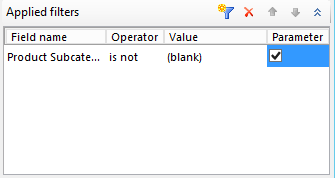 Applied filters
Field name Operator Value Parameter
Product Subcate... is not (blank)